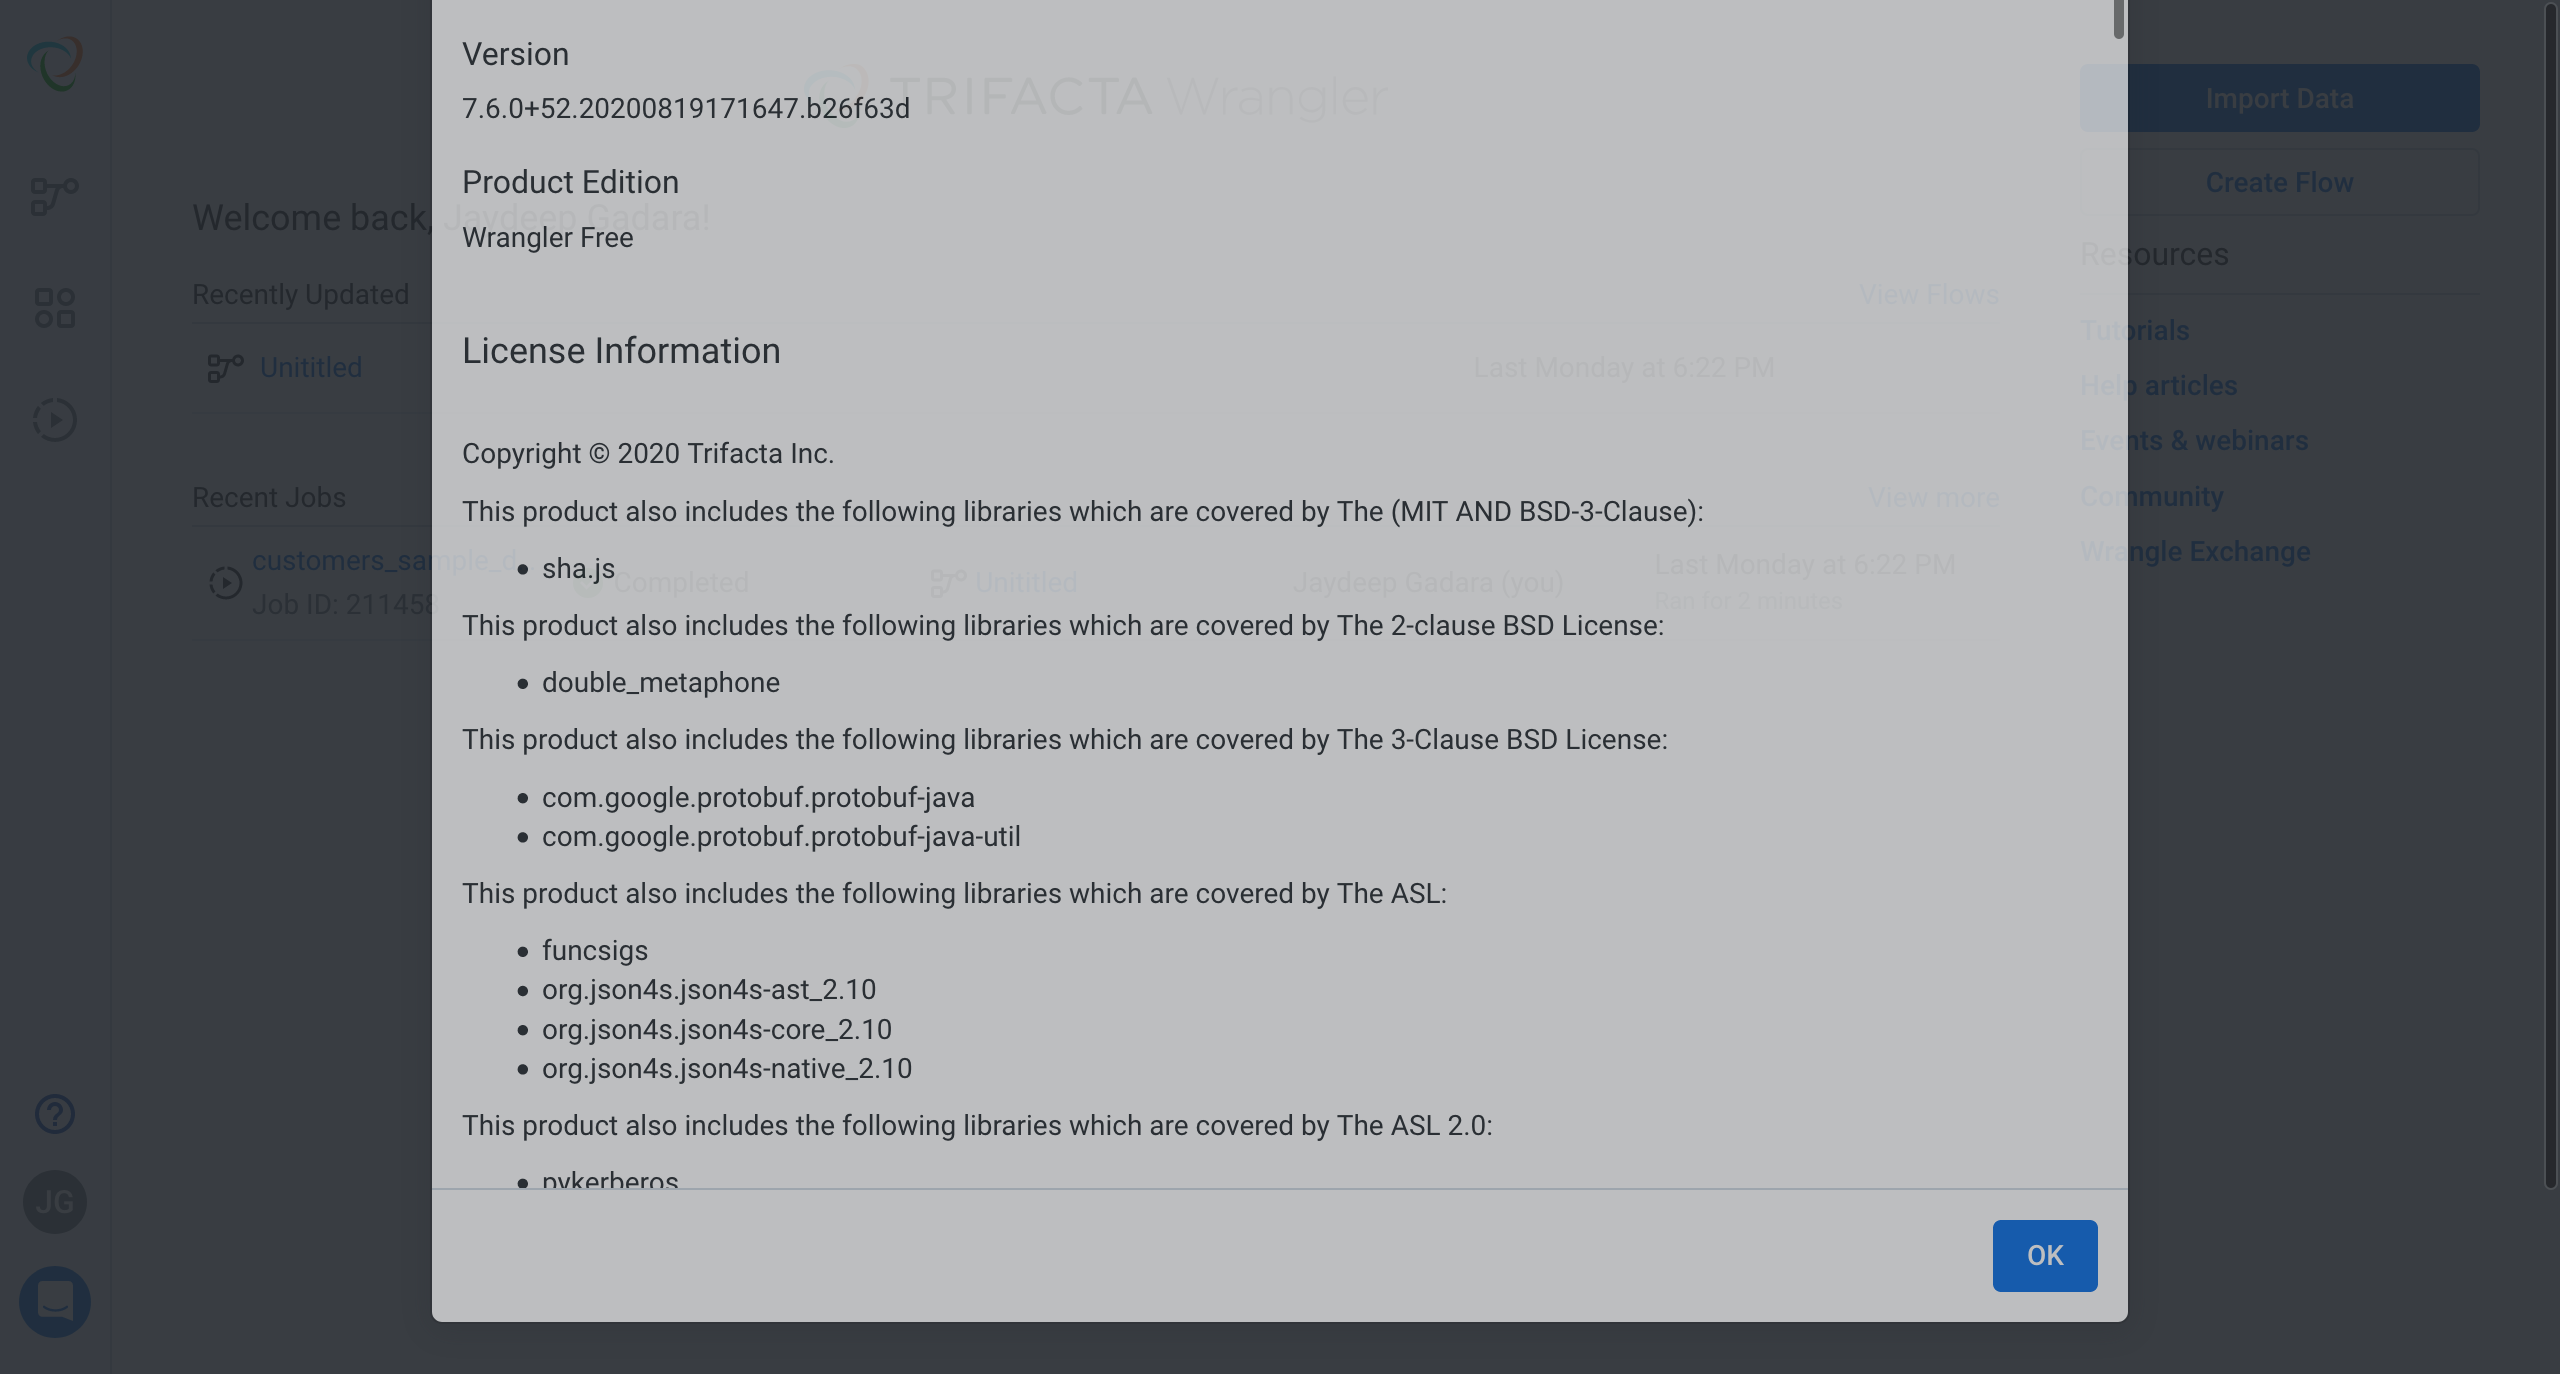 Version
7.6.0+52.20200819171647.b26f63d
TRIFACTA Wrangler
Import Data
Product Edition
Create Flow
Welcome back, Jaydeep Gadara!
Wrangler Free
Resources
Recently Updated
View Flows
Tutorials
License Information
Unititled
Last Monday at 6:22 PM
Help articles
Events & webinars
Copyright © 2020 Trifacta Inc.
Recent Jobs
View more
Community
This product also includes the following libraries which are covered by The (MIT AND BSD-3-Clause):
Wrangle Exchange
customers_sample_d
Job ID: 211458
• sha.js
Completed
Unititled
Jaydeep Gadara (you)
Last Monday at 6:22 PM
Ran for 2 minutes
This product also includes the following libraries which are covered by The 2-clause BSD License:
• double_metaphone
This product also includes the following libraries which are covered by The 3-Clause BSD License:
• com.google.protobuf.protobuf-java
• com.google.protobuf.protobuf-java-util
This product also includes the following libraries which are covered by The ASL:
• funcsigs
• org.json4s.json4s-ast_2.10
• org.json4s.json4s-core_2.10
• org.json4s.json4s-native_2.10
This product also includes the following libraries which are covered by The ASL 2.0:
• pykerberos
JG
OK